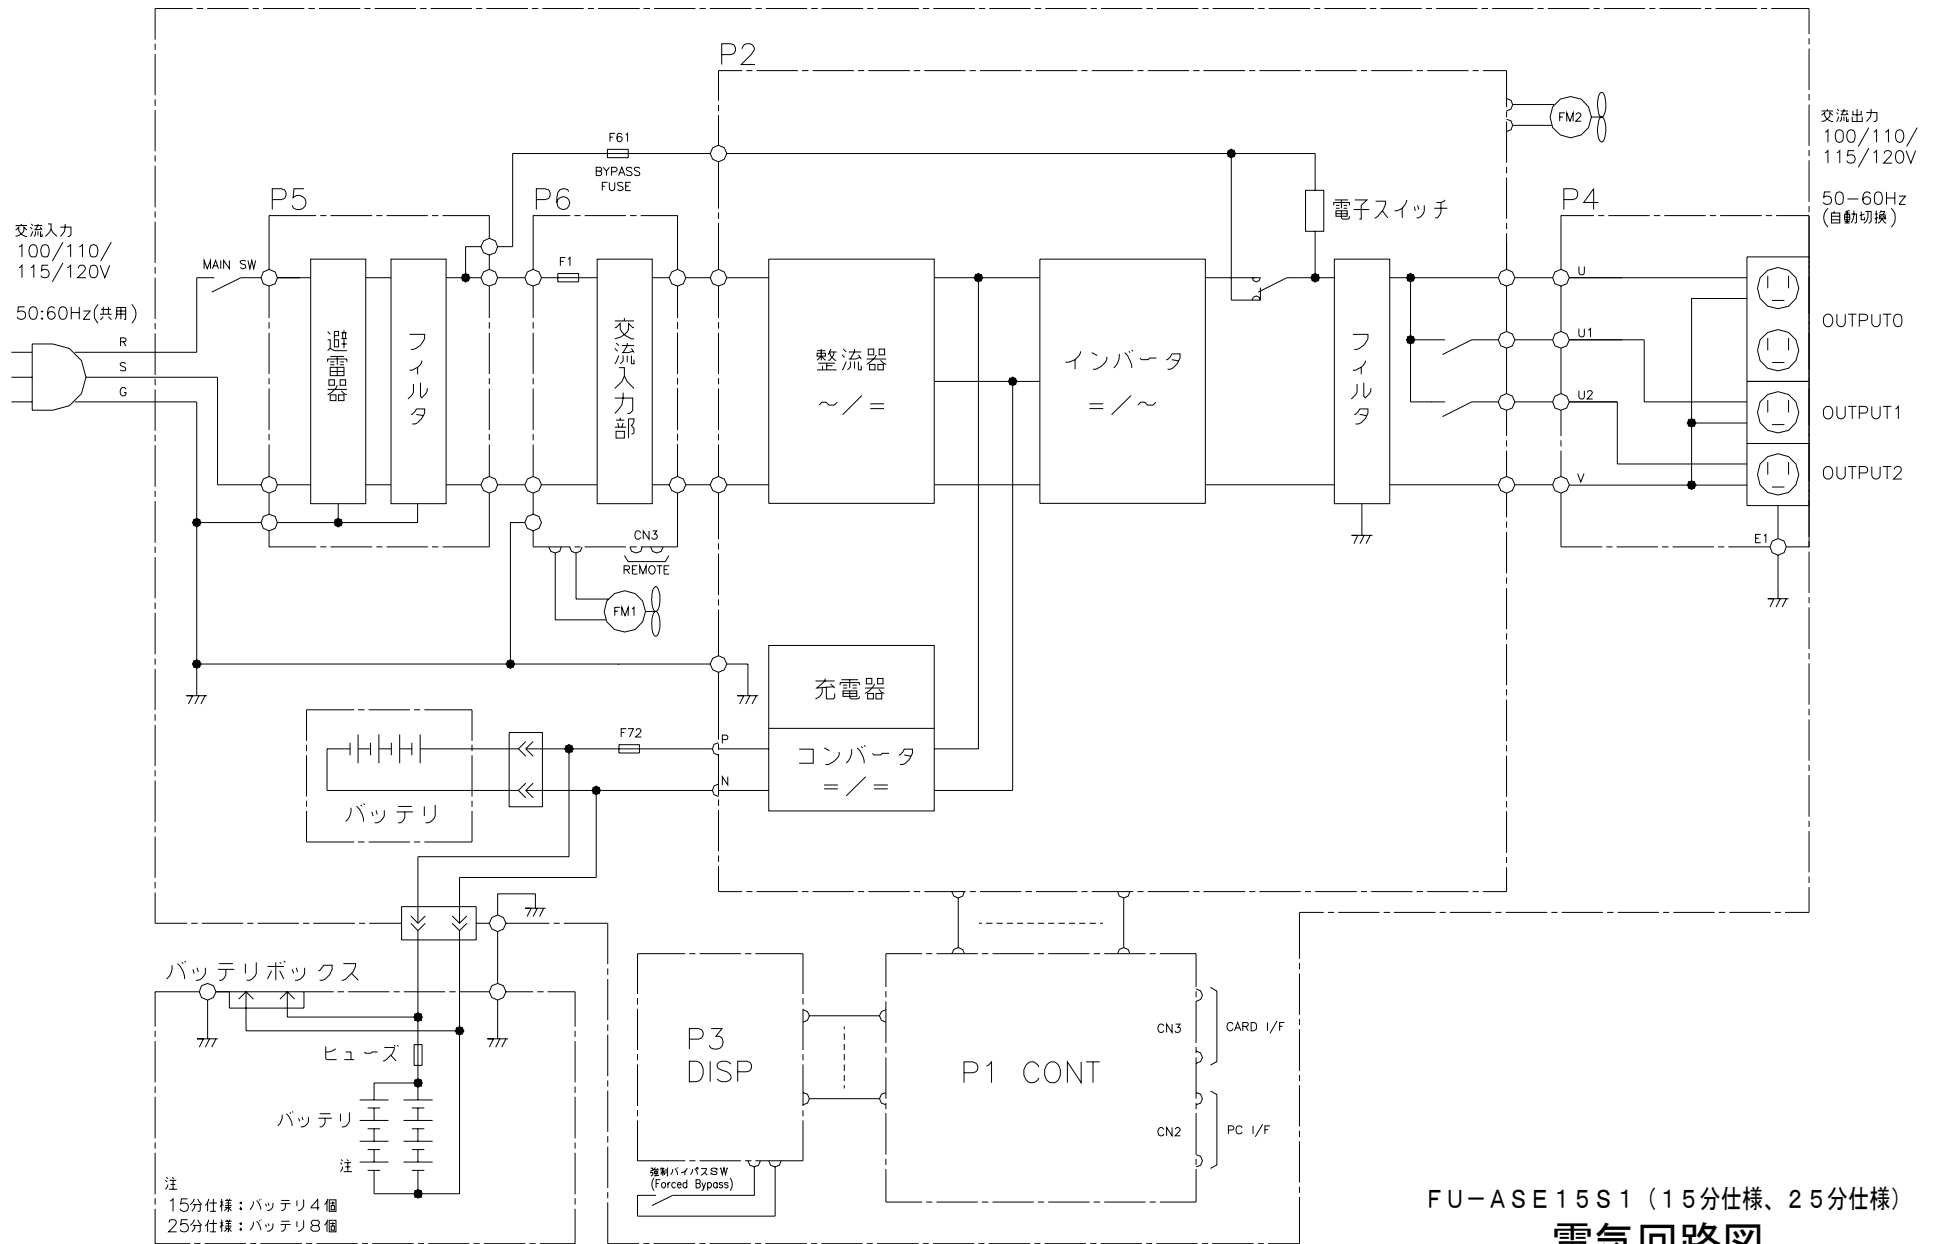 P2
FM2
交流出力
100/110/
115/120V
50-60Hz
(自動切換)
F61
BYPASS
FUSE
P5
P6
P4
電子スイッチ
交流入力
100/110/
115/120V
50:60Hz(共用)
MAIN SW
F1
U
R
S
G
避雷器
フィルタ
交流入力部
整流器
~/=
インバータ
=/~
フィルタ
U1
U2
V
OUTPUT0
OUTPUT1
OUTPUT2
E1
CN3
REMOTE
FM1
充電器
コンバータ
=/=
F72
P
N
バッテリ
バッテリボックス
ヒューズ
バッテリ
注
注
15分仕様:バッテリ4個
25分仕様:バッテリ8個
P3
DISP
P1 CONT
CN3
CARD I/F
CN2
PC I/F
強制バイパスSW
(Forced Bypass)
FU-ASE15S1(15分仕様、25分仕様)
電気回路図